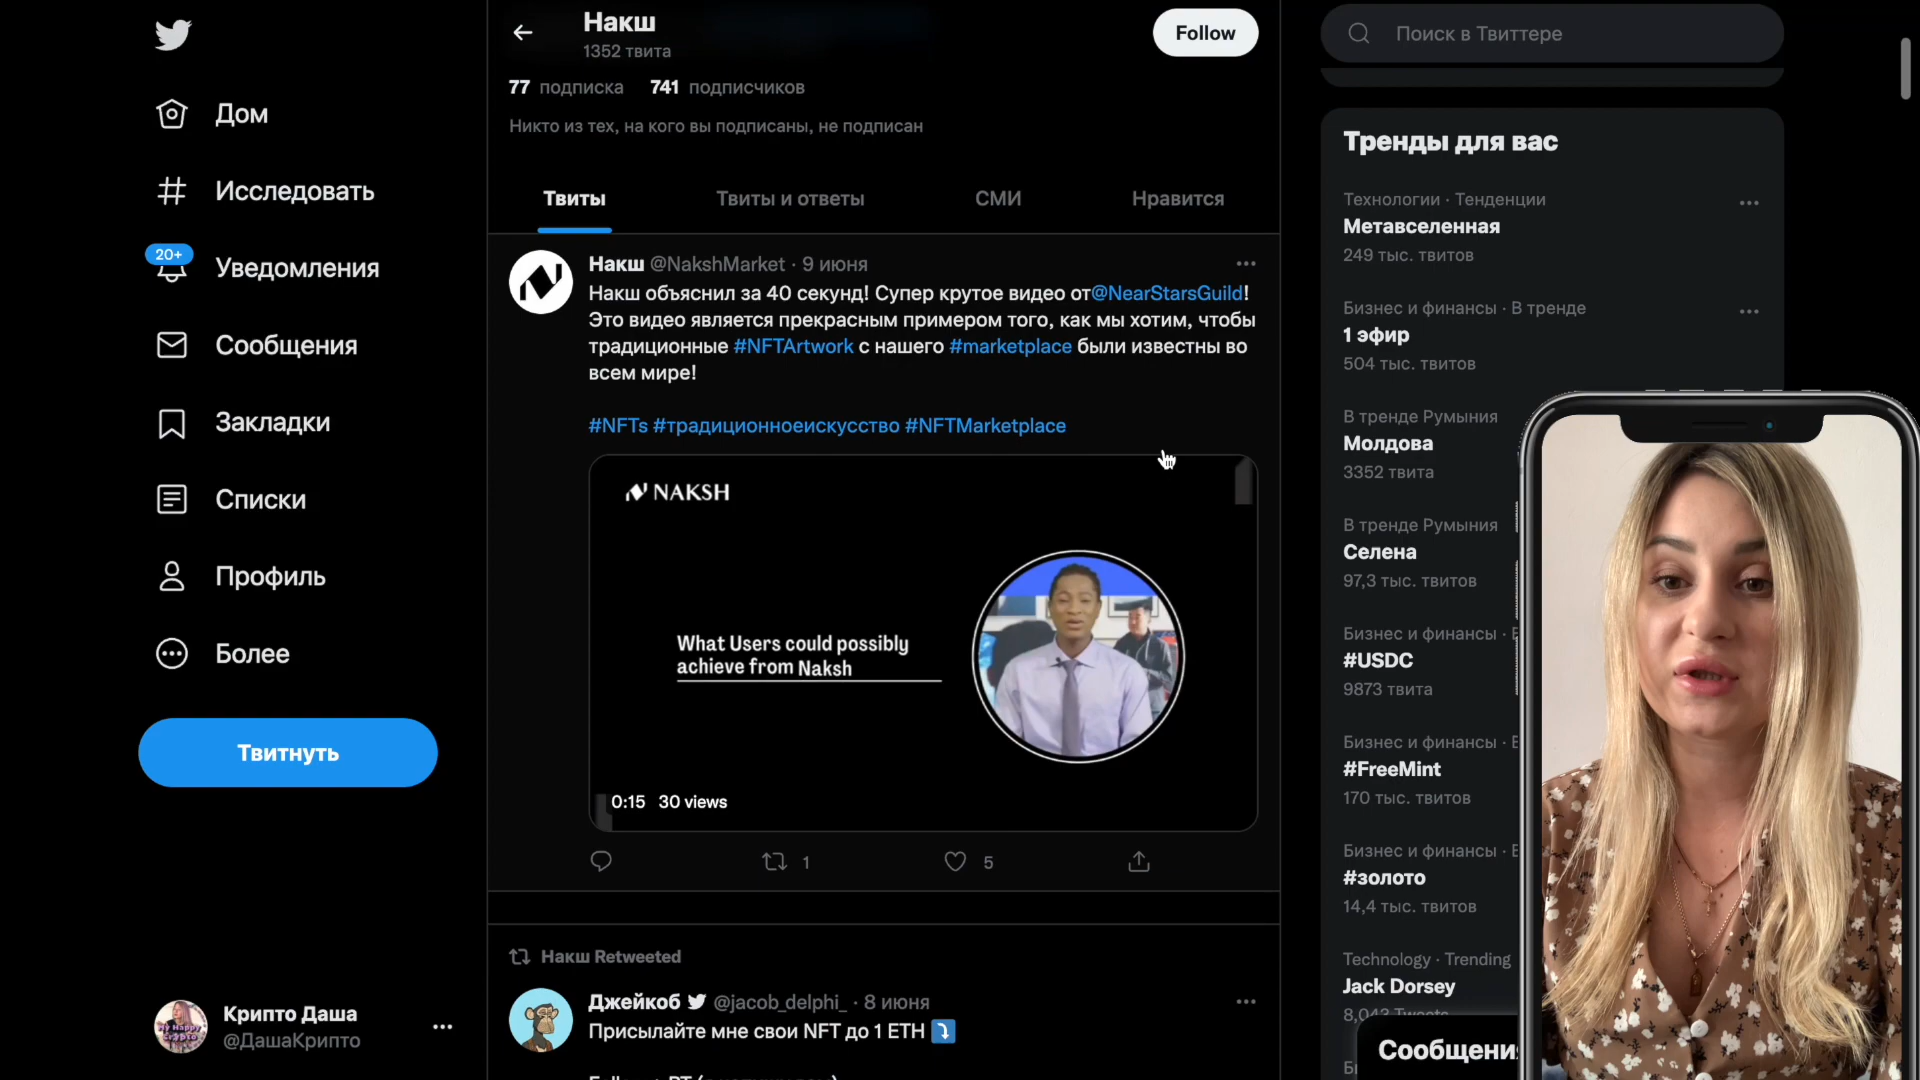 Дом
Исследовать
20+
Уведомления
Сообщения
Закладки
Списки
Профиль
Более
Твитнуть
Крипто Даша
@ДашаКрипто
Накш
1352 твита
Follow
77 подписка 741 подписчиков
Никто из тех, на кого вы подписаны, не подписан
Твиты
Твиты и ответы
СМИ
Нравится
Накш @NakshMarket · 9 июня
Накш объяснил за 40 секунд! Супер крутое видео от@NearStarsGuild!
Это видео является прекрасным примером того, как мы хотим, чтобы
традиционные #NFTArtwork с нашего #marketplace были известны во
всем мире!
#NFTs #традиционноеискусство #NFTMarketplace
NAKSH
What Users could possibly
achieve from Naksh
0:15 30 views
1
5
Накш Retweeted
Джейкоб @jacob_delphi_ · 8 июня
Присылайте мне свои NFT до 1 ETH
Поиск в Твиттере
Тренды для вас
Технологии · Тенденции
Метавселенная
249 тыс. твитов
Бизнес и финансы · В тренде
1 эфир
504 тыс. твитов
В тренде Румыния
Молдова
3352 твита
В тренде Румыния
Селена
97,3 тыс. твитов
Бизнес и финансы ·
#USDC
9873 твита
Бизнес и финансы ·
#FreeMint
170 тыс. твитов
Бизнес и финансы ·
#золото
14,4 тыс. твитов
Technology · Trending
Jack Dorsey
Сообщения